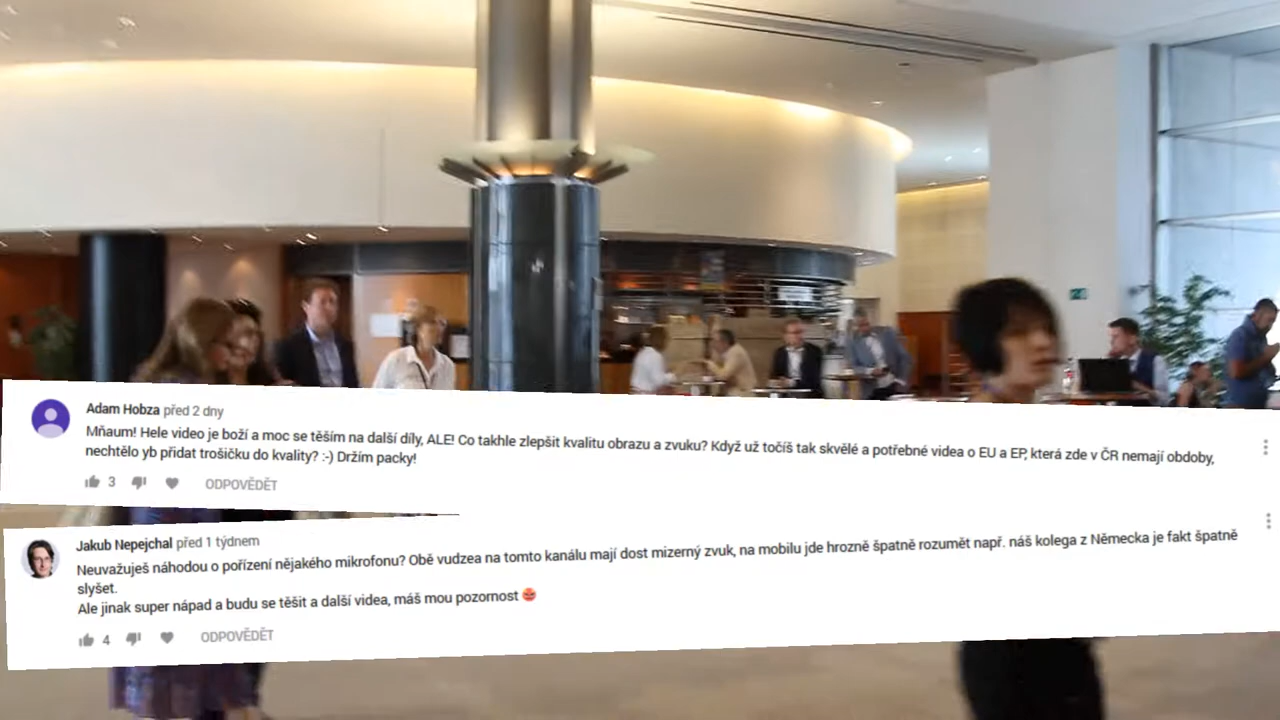 Adam Hobza před 2 dny
Mňaum! Hele video je boží a moc se těším na další díly, ALE! Co takhle zlepšit kvalitu obrazu a zvuku? Když už točíš tak skvělé a potřebné videa o EU a EP, která zde v ČR nemají obdoby,
nechtělo yb přidat trošičku do kvality? :-) Držím packy!
3 ODPOVĚDĚT
Jakub Nepejchal před 1 týdnem
Neuvažuješ náhodou o pořízení nějakého mikrofonu? Obě vudzea na tomto kanálu mají dost mizerný zvuk, na mobilu jde hrozně špatně rozumět např. náš kolega z Německa je fakt špatně
slyšet.
Ale jinak super nápad a budu se těšit a další videa, máš mou pozornost
4 ODPOVĚDĚT